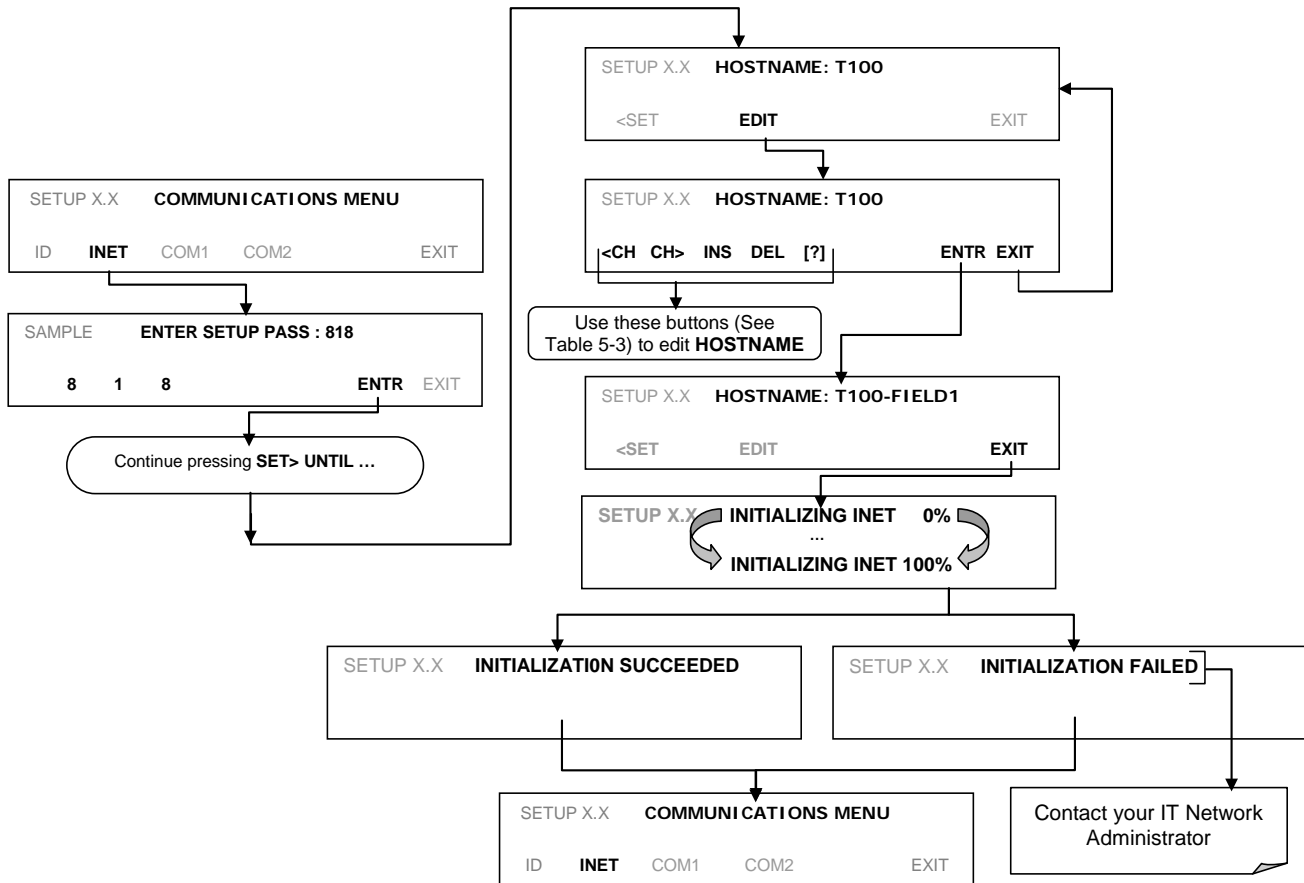 SETUP X.X COMMUNICATIONS MENU
ID INET COM1 COM2 EXIT
SAMPLE ENTER SETUP PASS : 818
8 1 8 ENTR EXIT
Continue pressing SET> UNTIL …
SETUP X.X HOSTNAME: T100
<SET EDIT EXIT
SETUP X.X HOSTNAME: T100
<CH CH> INS DEL [?] ENTR EXIT
Use these buttons (See
Table 5-3) to edit HOSTNAME
SETUP X.X HOSTNAME: T100-FIELD1
<SET EDIT EXIT
SETUP X.X INITIALIZING INET 0%
…
INITIALIZING INET 100%
SETUP X.X INITIALIZATI0N SUCCEEDED
SETUP X.X INITIALIZATION FAILED
SETUP X.X COMMUNICATIONS MENU
ID INET COM1 COM2 EXIT
Contact your IT Network
Administrator